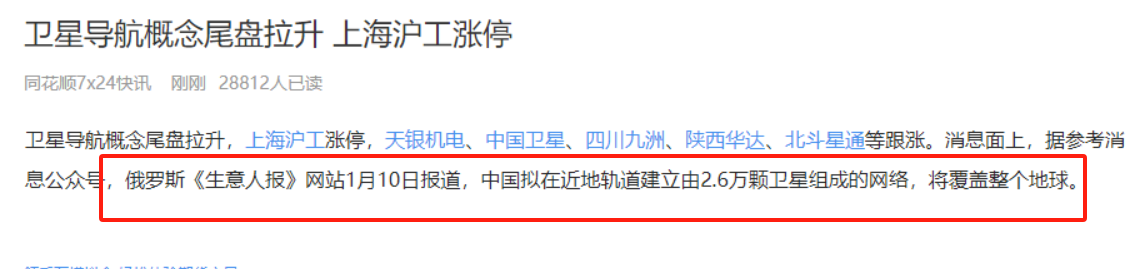 卫星导航概念尾盘拉升 上海沪工涨停
同花顺7x24快讯 刚刚 28812人已读
卫星导航概念尾盘拉升，上海沪工涨停，天银机电、中国卫星、四川九洲、陕西华达、北斗星通等跟涨。消息面上，据参考消
息公众号，俄罗斯《生意人报》网站1月10日报道，中国拟在近地轨道建立由2.6万颗卫星组成的网络，将覆盖整个地球。